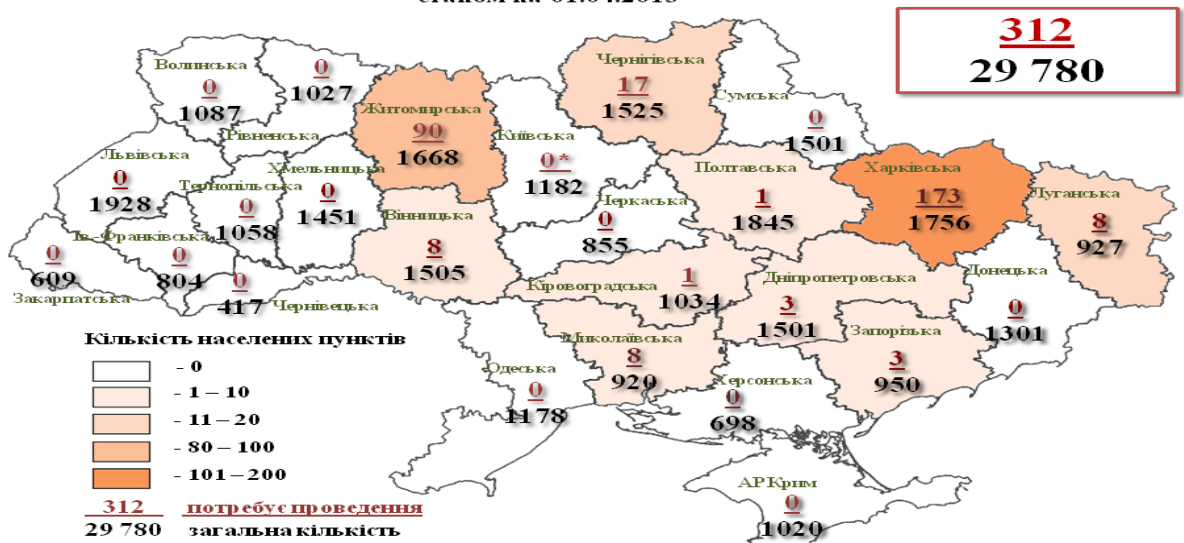 станом на 01.04.2013
312
29 780
Волинська
0
1087
0
1027
Рівненська
Житомирська
90
1668
Київська
0*
1182
Чернігівська
17
1525
Сумська
0
1501
Львівська
0
1928
Тернопільська
0
1058
Хмельницька
0
1451
Вінницька
8
1505
Черкаська
0
855
Полтавська
1
1845
Харківська
173
1756
Луганська
8
927
0
609
Закарпатська
Ів.-Франківська
0
804
0
417
Чернівецька
Кіровоградська
1
1034
Дніпропетровська
3
1501
Донецька
0
1301
Запорізька
3
950
Миколаївська
8
920
Одеська
0
1178
Херсонська
0
698
АР Крим
0
1020
Кількість населених пунктів
- 0
- 1 – 10
- 11 – 20
- 80 – 100
- 101 – 200
312 потребує проведення
29 780 загальна кількість